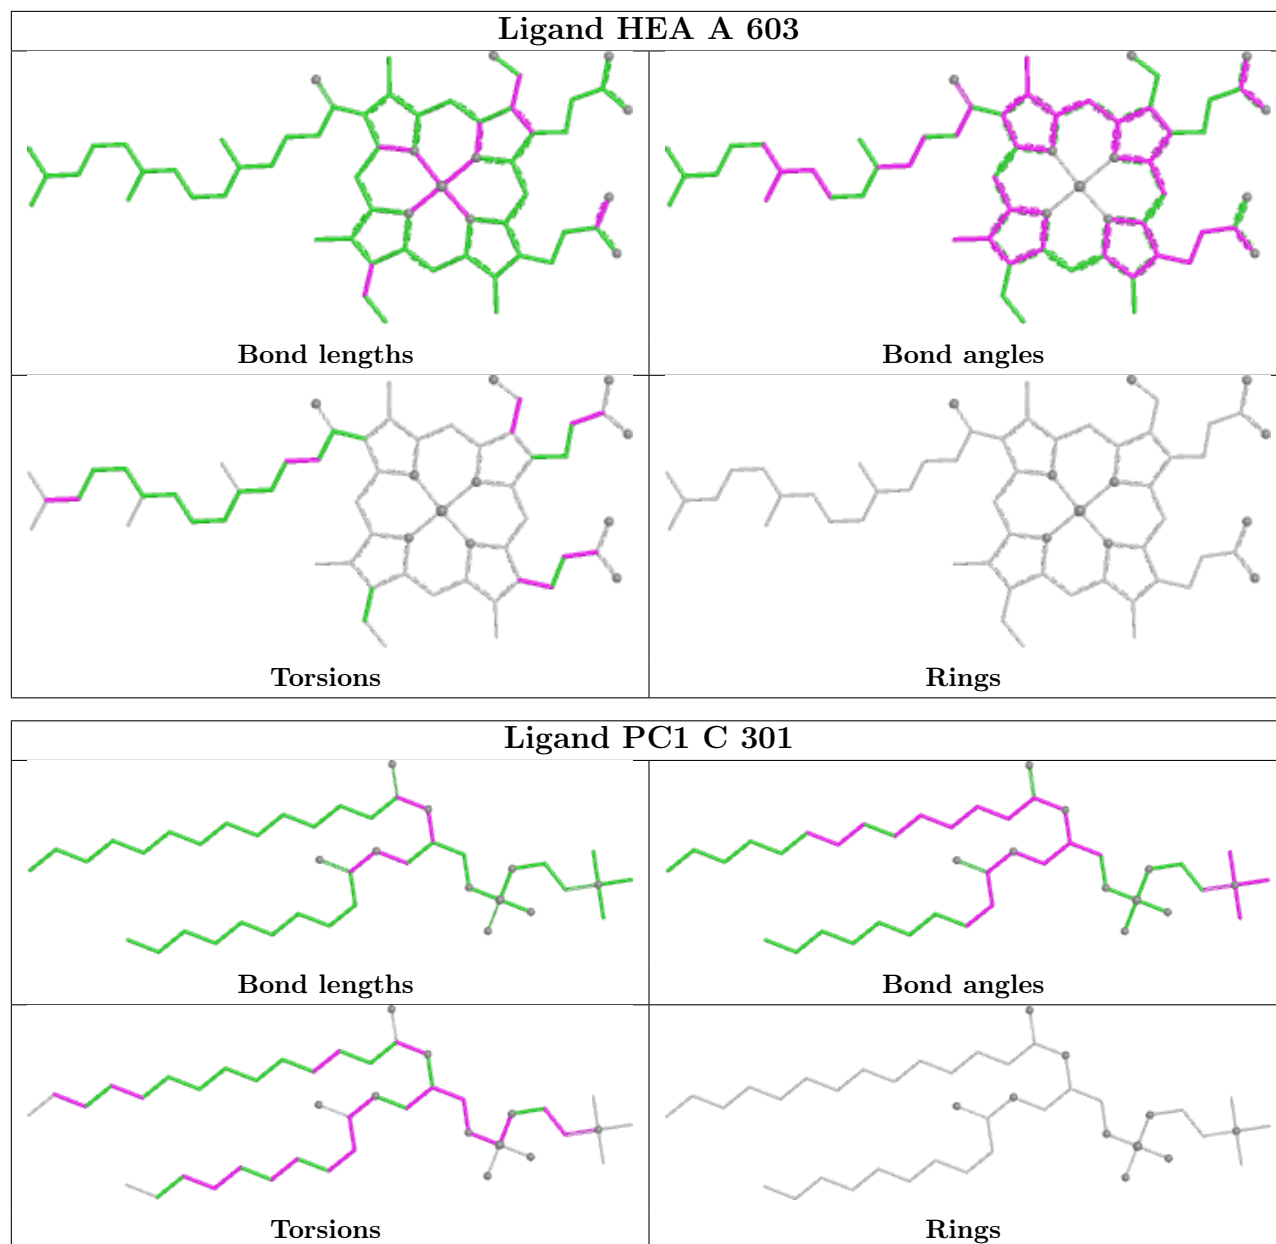 Ligand HEA A 603
Bond lengths
Bond angles
Torsions
Rings
Ligand PC1 C 301
Bond lengths
Bond angles
Torsions
Rings